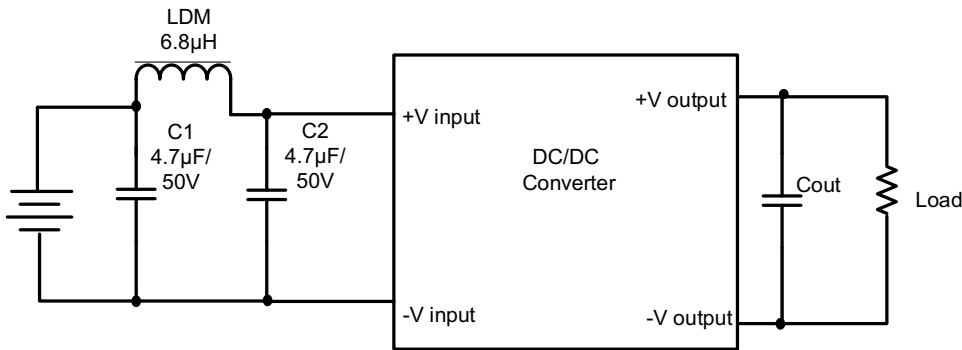 LDM
6.8µH
C1
4.7µF/
50V
C2
4.7µF/
50V
+V input
-V input
DC/DC
Converter
+V output
-V output
Cout
Load